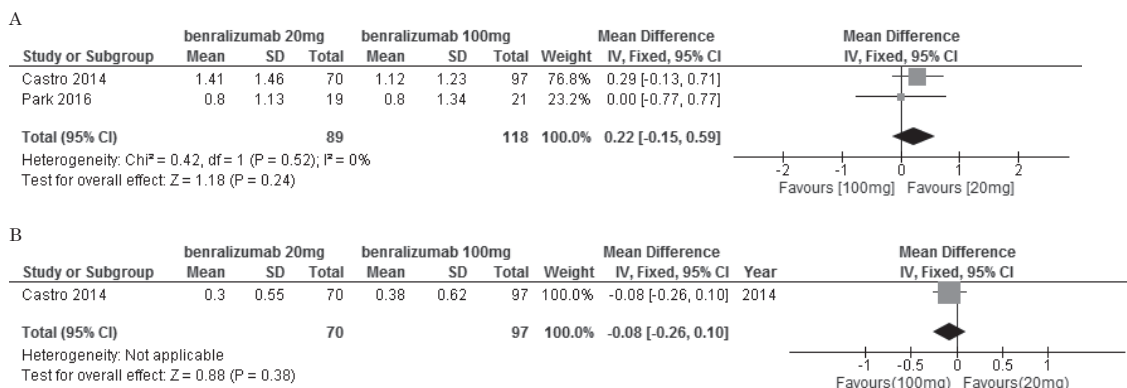 A
benralizumab 20mg benralizumab 100mg Mean Difference Mean Difference
Study or Subgroup Mean SD Total Mean SD Total Weight IV, Fixed, 95% CI IV, Fixed, 95% CI
Castro 2014 1.41 1.46 70 1.12 1.23 97 76.8% 0.29 [-0.13, 0.71]
Park 2016 0.8 1.13 19 0.8 1.34 21 23.2% 0.00 [-0.77, 0.77]
Total (95% CI) 89 118 100.0% 0.22 [-0.15, 0.59]
Heterogeneity: Chi² = 0.42, df = 1 (P = 0.52); I² = 0%
Test for overall effect: Z = 1.18 (P = 0.24)
-2 -1 0 1 2
Favours [100mg] Favours [20mg]
B
benralizumab 20mg benralizumab 100mg Mean Difference Mean Difference
Study or Subgroup Mean SD Total Mean SD Total Weight IV, Fixed, 95% CI Year IV, Fixed, 95% CI
Castro 2014 0.3 0.55 70 0.38 0.62 97 100.0% -0.08 [-0.26, 0.10] 2014
Total (95% CI) 70 97 100.0% -0.08 [-0.26, 0.10]
Heterogeneity: Not applicable
Test for overall effect: Z = 0.88 (P = 0.38)
-1 -0.5 0 0.5 1
Favours(100mg) Favours(20mg)